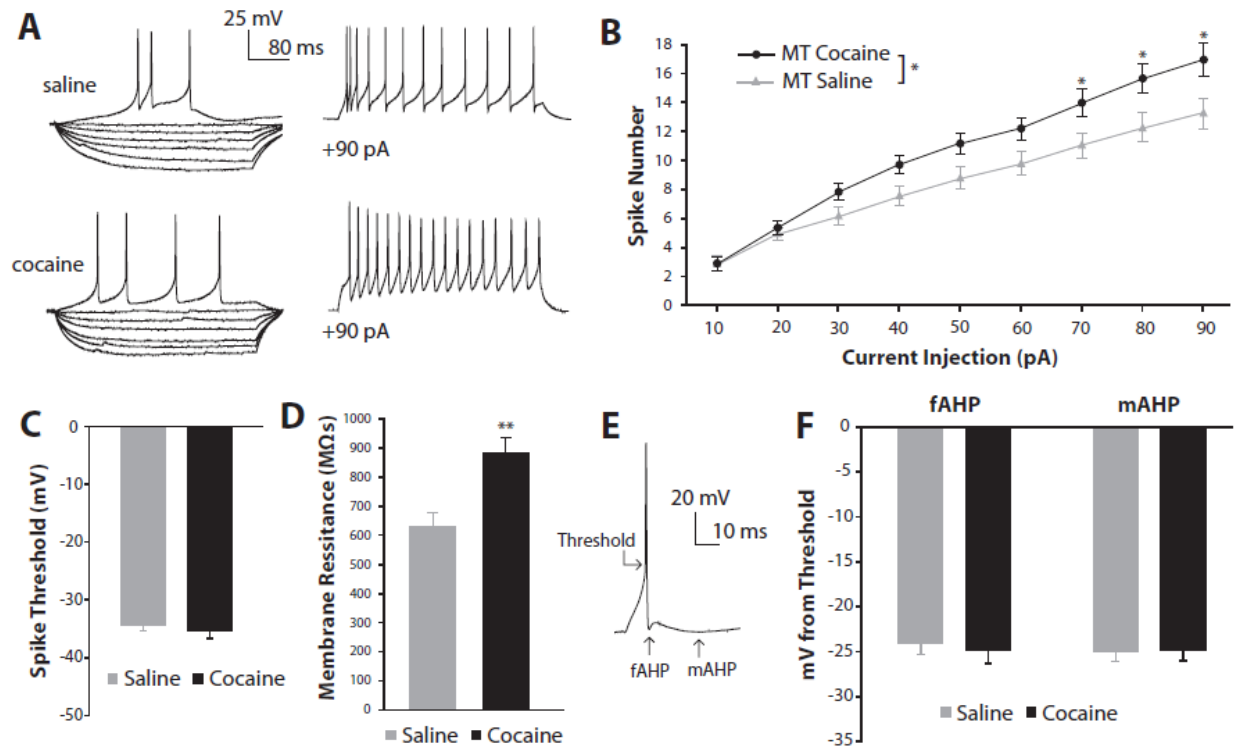 A
25 mV
80 ms
saline
+90 pA
cocaine
+90 pA
B
18
16
14
12
10
8
6
4
2
0
Spike Number
MT Cocaine
MT Saline
*
*
*
*
10 20 30 40 50 60 70 80 90
Current Injection (pA)
C
0
-10
-20
-30
-40
-50
Spike Threshold (mV)
Saline Cocaine
D
1000
900
800
700
600
500
400
300
200
100
0
Membrane Ressitance (MΩs)
**
Saline Cocaine
E
20 mV
10 ms
Threshold
fAHP mAHP
F
fAHP mAHP
0
-5
-10
-15
-20
-25
-30
-35
mV from Threshold
Saline Cocaine